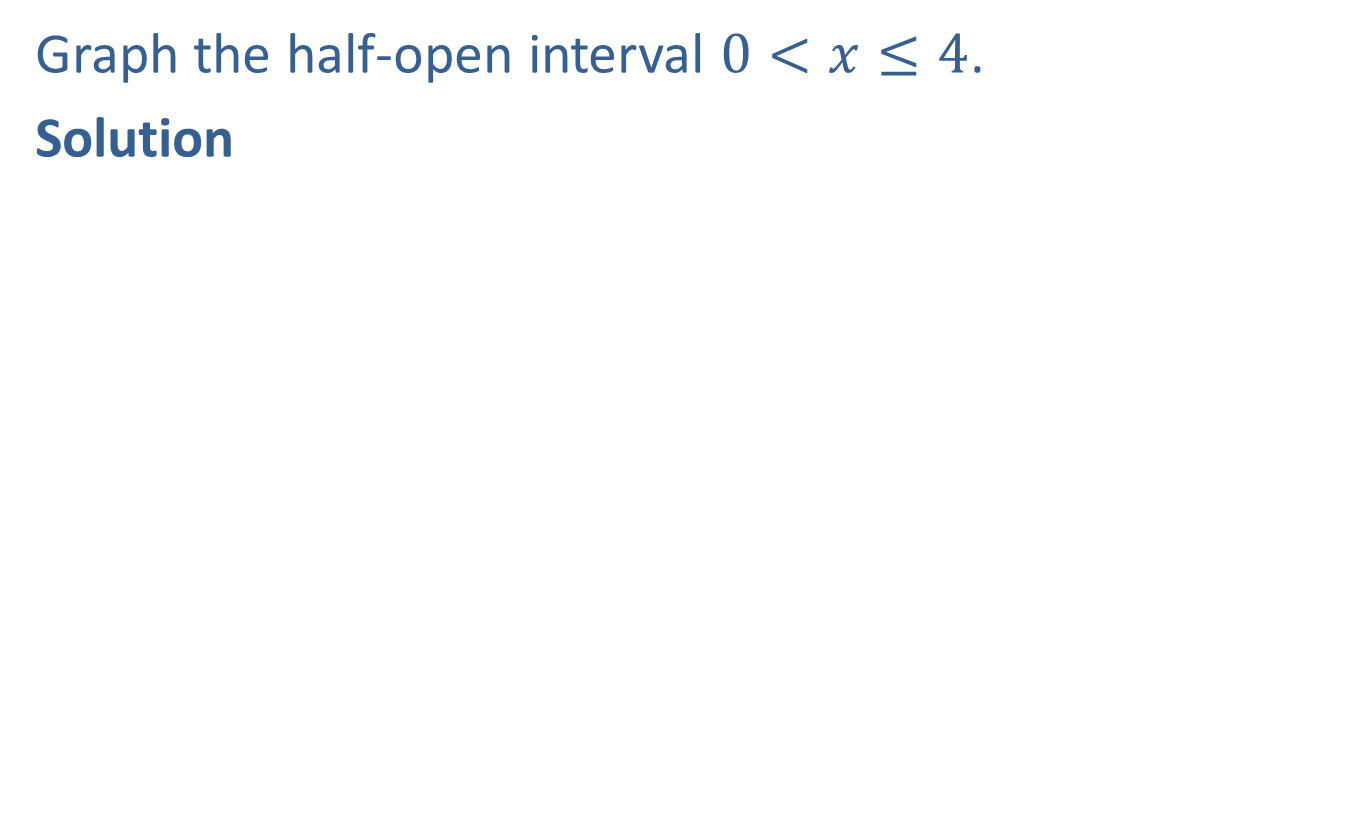 Graph the half-open interval 0 < x ≤ 4.
Solution